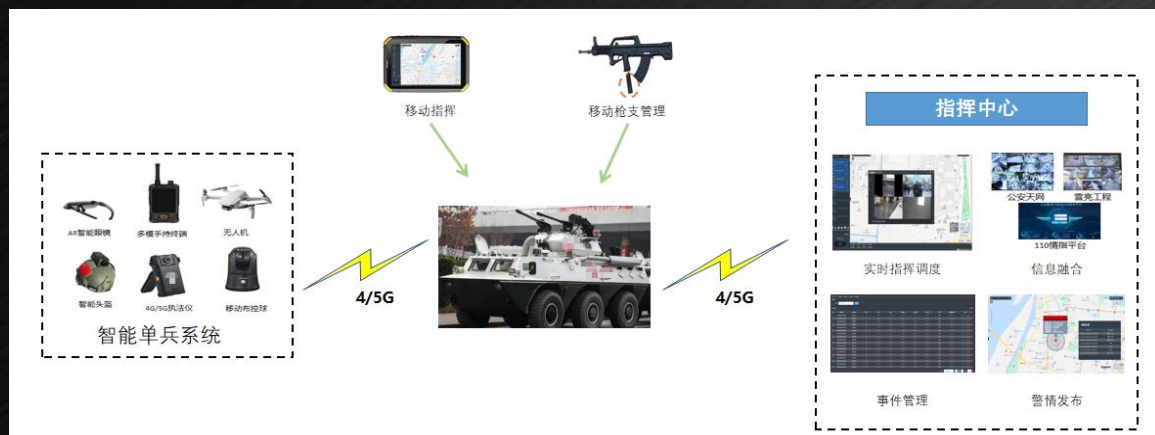 移动指挥
移动枪支管理
指挥中心
AR智能眼镜
多模手持终端
无人机
智能头盔
4G/5G执法仪
移动布控球
智能单兵系统
4/5G
4/5G
公安天网
雪亮工程
110情指平台
实时指挥调度
信息融合
事件管理
警情发布